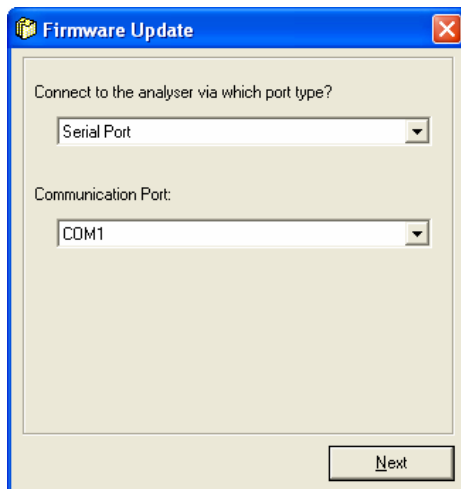 Firmware Update
Connect to the analyser via which port type?
Serial Port
Communication Port:
COM1
Next